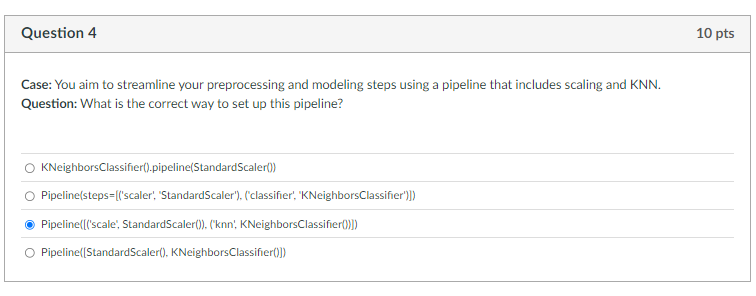 Question 4
10 pts
Case: You aim to streamline your preprocessing and modeling steps using a pipeline that includes scaling and KNN.
Question: What is the correct way to set up this pipeline?
KNeighborsClassifier().pipeline(StandardScaler())
Pipeline(steps=[('scaler', 'StandardScaler'), ('classifier', 'KNeighborsClassifier')])
Pipeline([('scale', StandardScaler()), ('knn', KNeighborsClassifier())])
Pipeline([StandardScaler(), KNeighborsClassifier()])